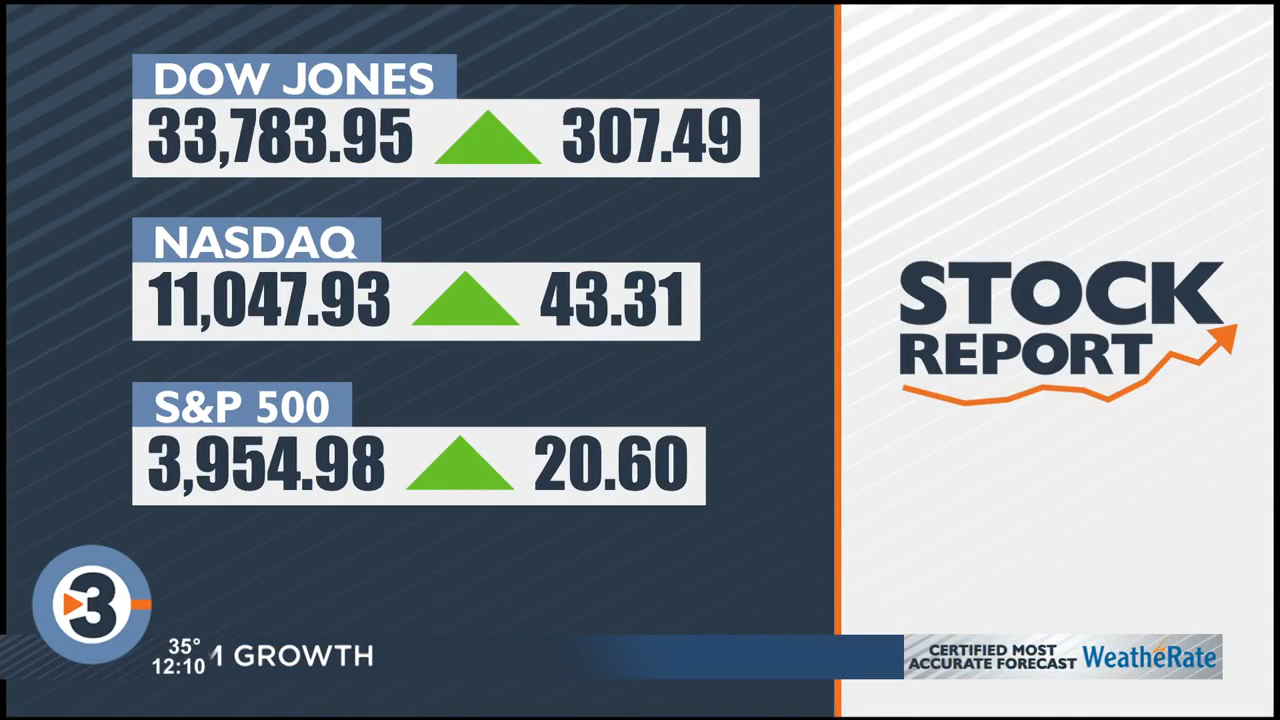 DOW JONES
33,783.95 307.49
NASDAQ
11,047.93 43.31
S&P 500
3,954.98 20.60
STOCK
REPORT
3
35°
12:10
GROWTH
CERTIFIED MOST
ACCURATE FORECAST
WeatheRate